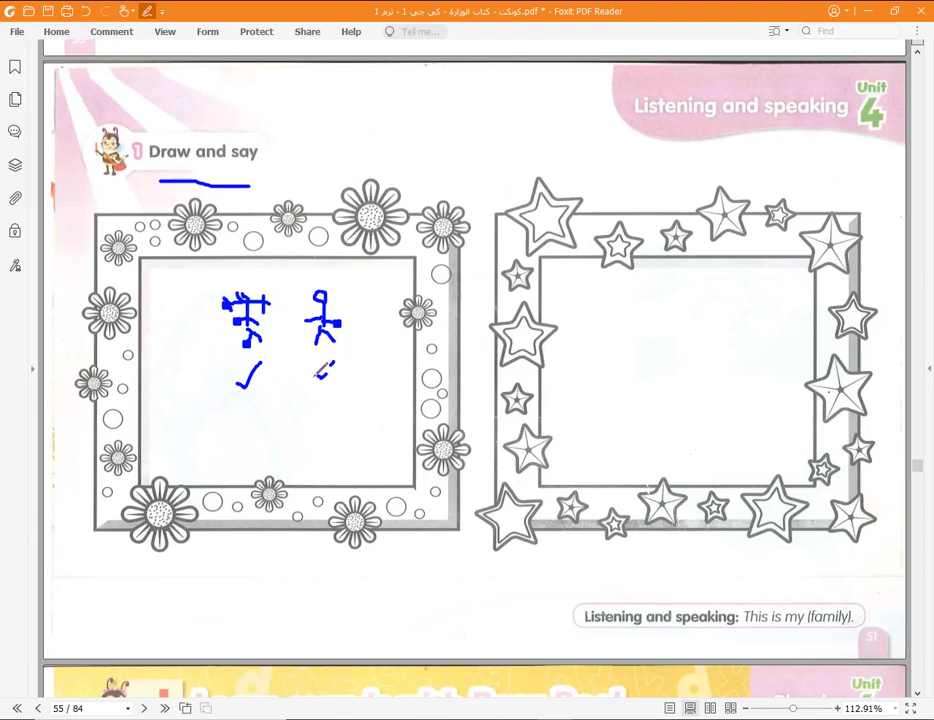 كونكت - كتاب الوزارة - كي جي 1 - ترم 1.pdf * - Foxit PDF Reader
File Home Comment View Form Protect Share Help Tell me... Find
Unit
4
Listening and speaking
1 Draw and say
Listening and speaking: This is my (family).
51
55 / 84
112.91%